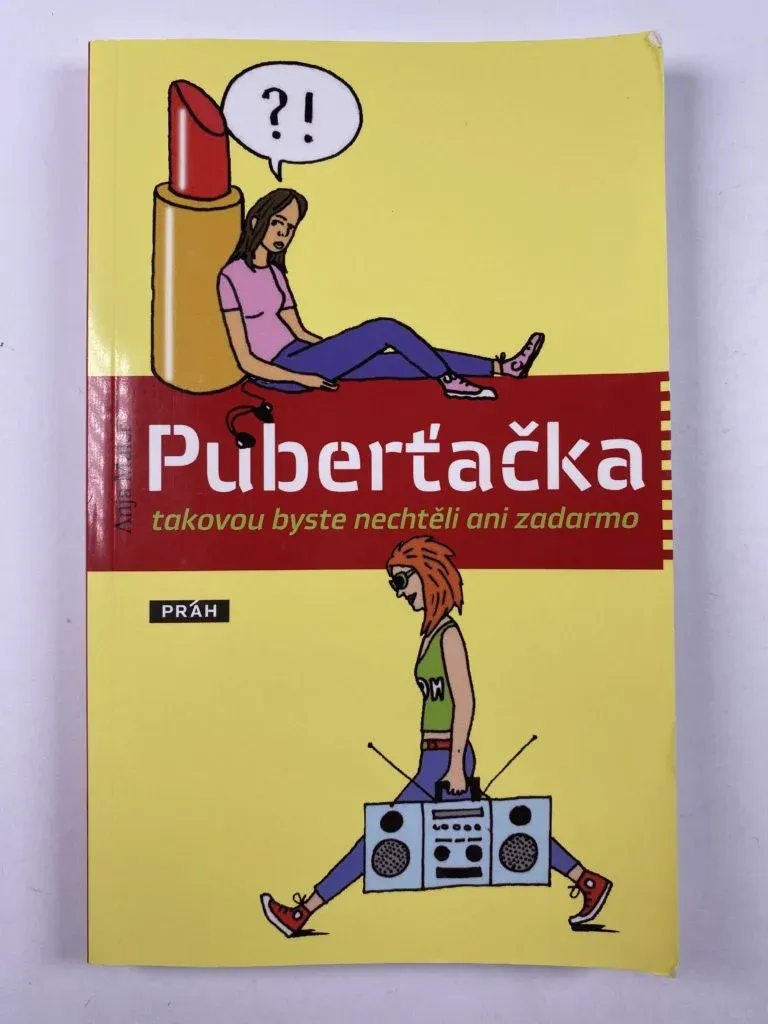 ?!
Puberťačka
takovou byste nechtěli ani zadarmo
PRÁH